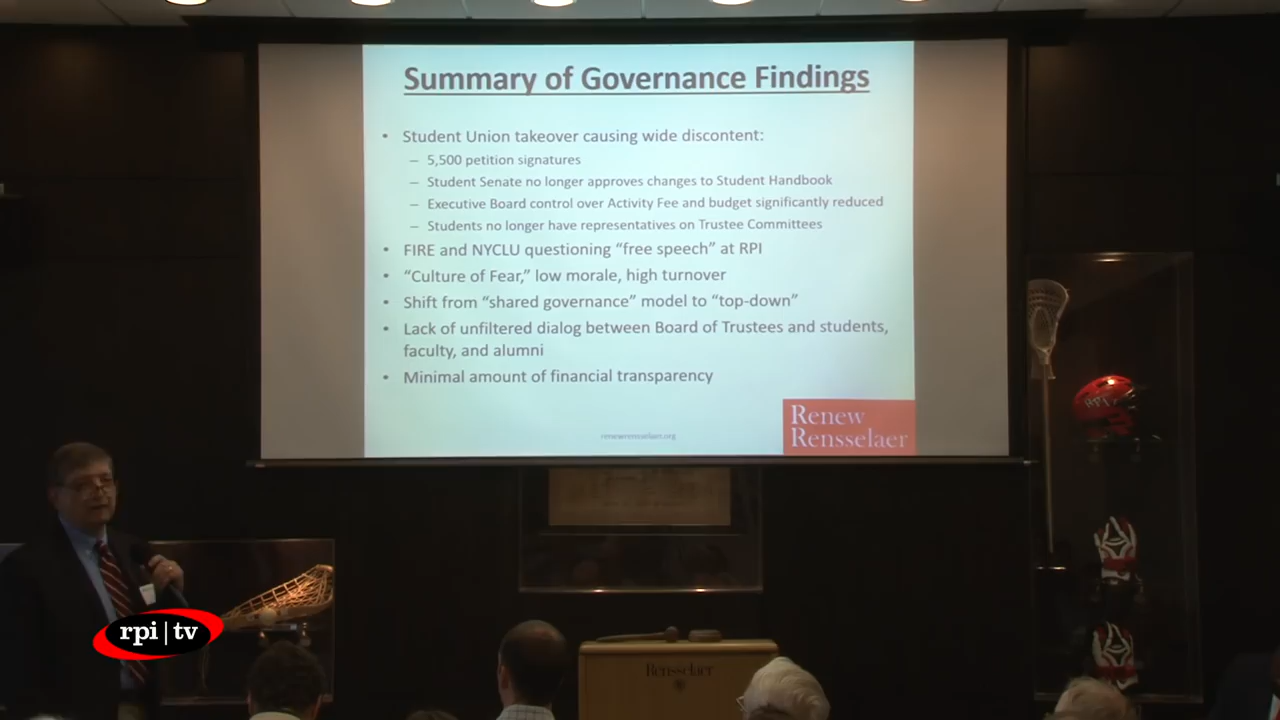 Summary of Governance Findings
• Student Union takeover causing wide discontent:
– 5,500 petition signatures
– Student Senate no longer approves changes to Student Handbook
– Executive Board control over Activity Fee and budget significantly reduced
– Students no longer have representatives on Trustee Committees
• FIRE and NYCLU questioning “free speech” at RPI
• “Culture of Fear,” low morale, high turnover
• Shift from “shared governance” model to “top-down”
• Lack of unfiltered dialog between Board of Trustees and students,
faculty, and alumni
• Minimal amount of financial transparency
renewrensselaer.org
Renew
Rensselaer
RPI
rpi|tv
Rensselaer